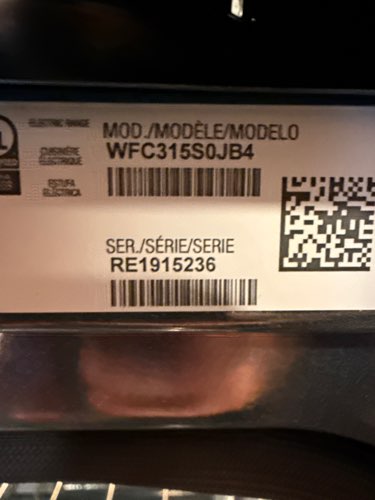 ELECTRIC RANGE
MOD./MODÈLE/MODELO
WFC315S0JB4
CUISINIÈRE
ÉLECTRIQUE
ESTUFA
ELÉCTRICA
SER./SÉRIE/SERIE
RE1915236